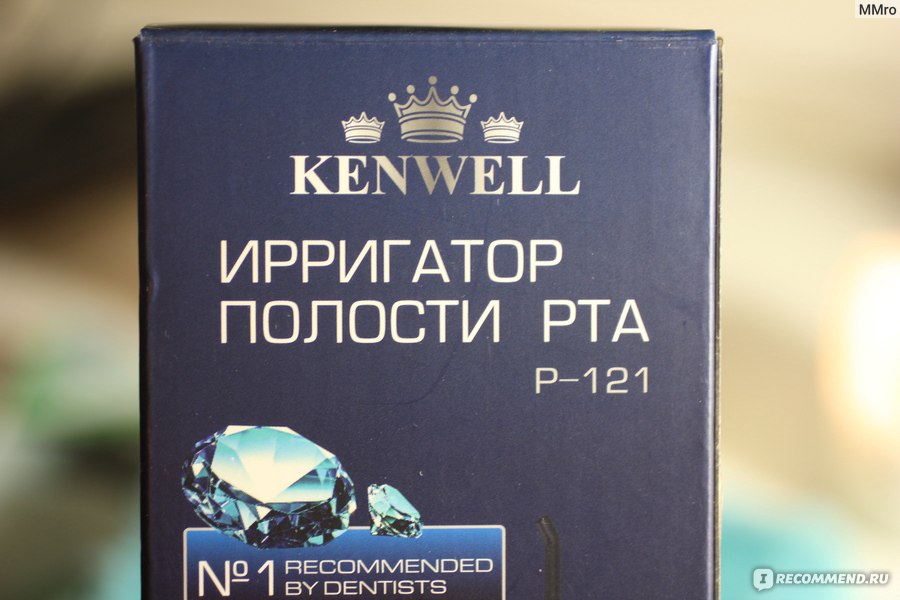 MMro
KENWELL
ИРРИГАТОР
ПОЛОСТИ РТА
P-121
№1 RECOMMENDED
BY DENTISTS
I RECOMMEND.RU